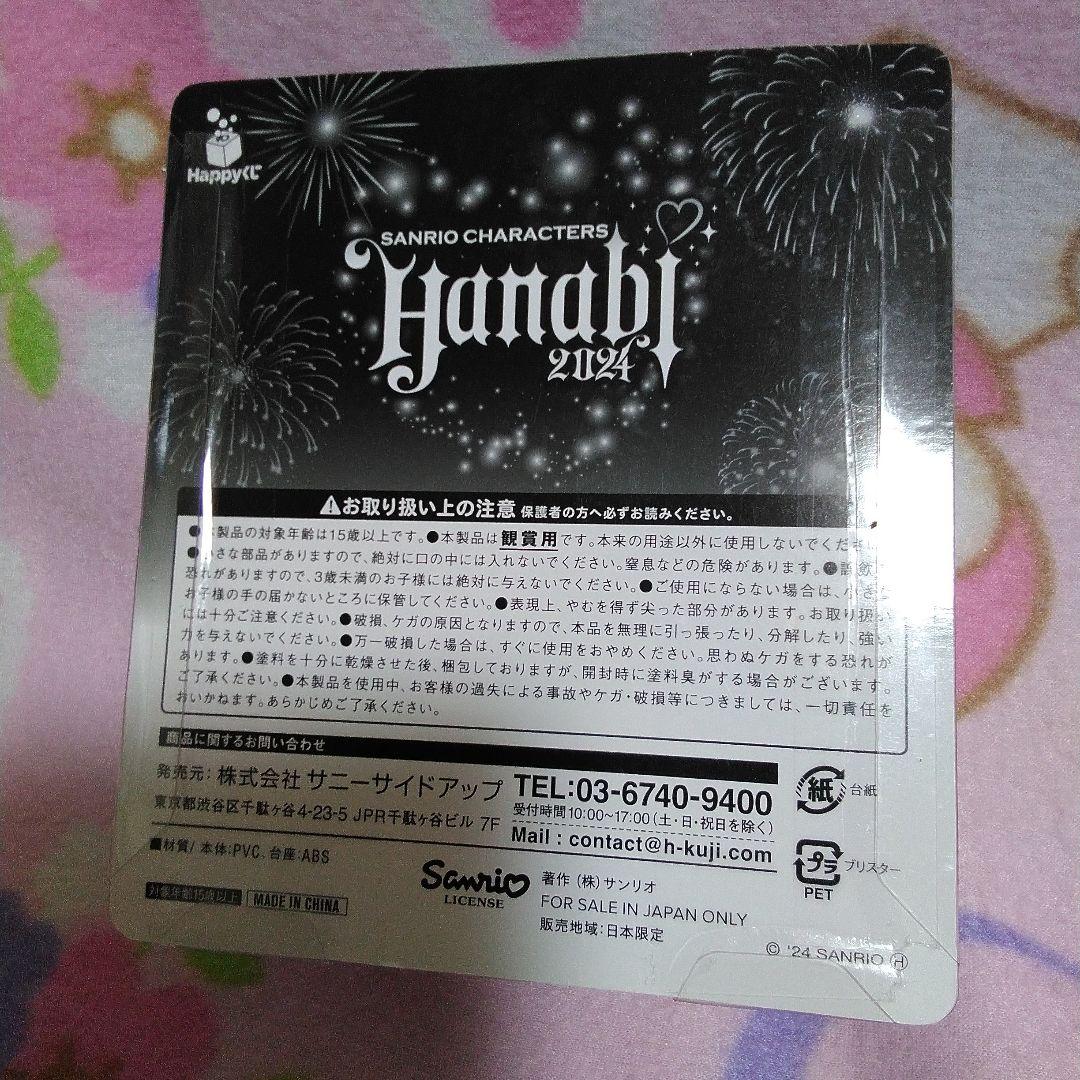 Happyくじ
SANRIO CHARACTERS
Hanabi
2024
⚠お取り扱い上の注意 保護者の方へ必ずお読みください。
製品の対象年齢は15歳以上です。●本製品は観賞用です。本来の用途以外に使用しないでくださ
●小さな部品がありますので、絶対に口の中には入れないでください。窒息などの危険があります。●誤飲
恐れがありますので、3歳未満のお子様には絶対に与えないでください。●ご使用にならない場合は、小さ
お子様の手の届かないところに保管してください。●表現上、やむを得ず尖った部分があります。お取り扱い
には十分ご注意ください。●破損、ケガの原因となりますので、本品を無理に引っ張ったり、分解したり、強い
力を与えないでください。●万一破損した場合は、すぐに使用をおやめください。思わぬケガをする恐れが
あります。●塗料を十分に乾燥させた後、梱包しておりますが、開封時に塗料臭がする場合がございます。
ご了承ください。●本製品を使用中、お客様の過失による事故やケガ・破損等につきましては、一切責任を
おいかねます。あらかじめご了承ください。
商品に関するお問い合わせ
発売元：株式会社 サニーサイドアップ
東京都渋谷区千駄ヶ谷4-23-5 JPR千駄ヶ谷ビル 7F
TEL:03-6740-9400
受付時間10:00~17:00（土・日・祝日を除く）
Mail : contact@h-kuji.com
紙 台紙
プラ ブリスター
PET
■材質/ 本体:PVC、台座:ABS
対象年齢15歳以上 MADE IN CHINA
Sanrio
LICENSE
著作（株）サンリオ
FOR SALE IN JAPAN ONLY
販売地域：日本限定
© '24 SANRIO Ⓗ